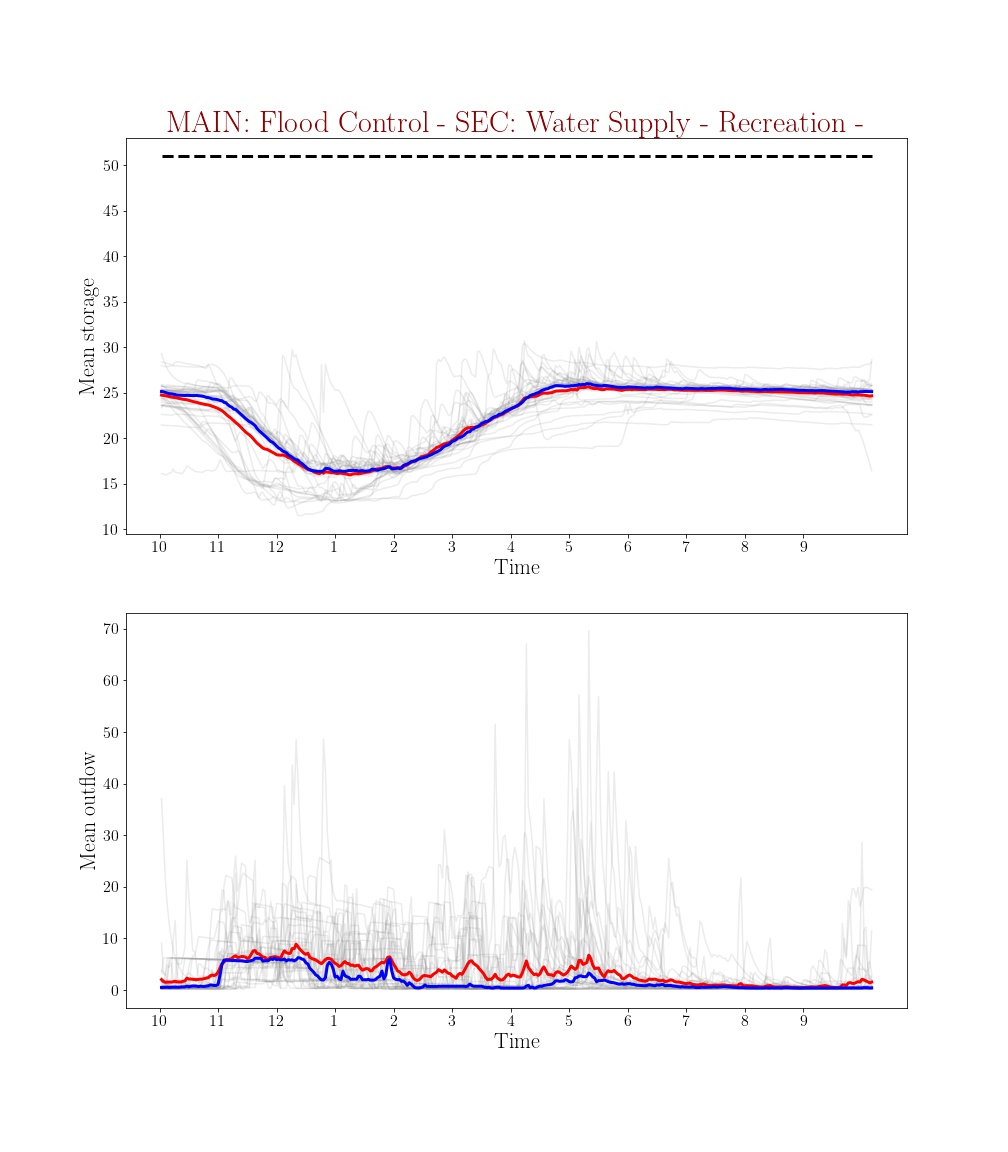 MAIN: Flood Control - SEC: Water Supply - Recreation -
50
45
40
35
30
25
20
15
10
Mean storage
10 11 12 1 2 3 4 5 6 7 8 9
Time
70
60
50
40
30
20
10
0
Mean outflow
10 11 12 1 2 3 4 5 6 7 8 9
Time